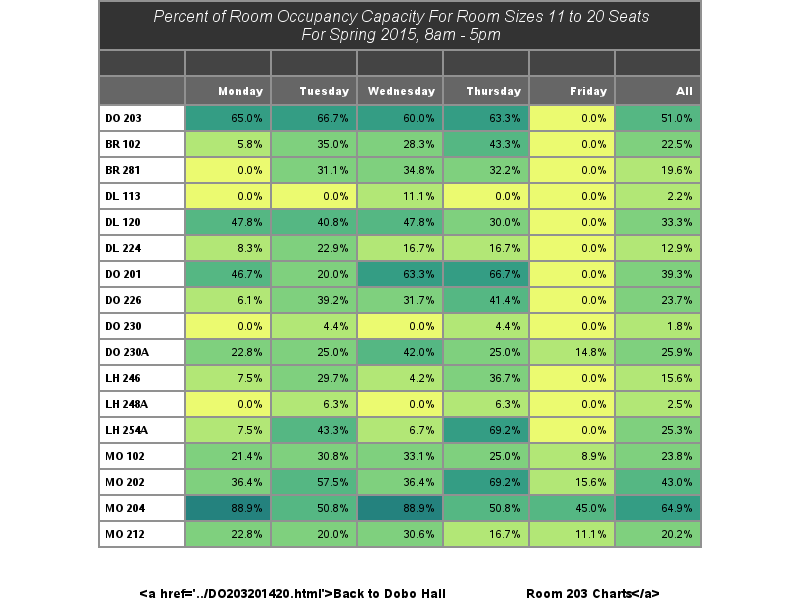 Percent of Room Occupancy Capacity For Room Sizes 11 to 20 Seats
For Spring 2015, 8am - 5pm
Monday Tuesday Wednesday Thursday Friday All
DO 203 65.0% 66.7% 60.0% 63.3% 0.0% 51.0%
BR 102 5.8% 35.0% 28.3% 43.3% 0.0% 22.5%
BR 281 0.0% 31.1% 34.8% 32.2% 0.0% 19.6%
DL 113 0.0% 0.0% 11.1% 0.0% 0.0% 2.2%
DL 120 47.8% 40.8% 47.8% 30.0% 0.0% 33.3%
DL 224 8.3% 22.9% 16.7% 16.7% 0.0% 12.9%
DO 201 46.7% 20.0% 63.3% 66.7% 0.0% 39.3%
DO 226 6.1% 39.2% 31.7% 41.4% 0.0% 23.7%
DO 230 0.0% 4.4% 0.0% 4.4% 0.0% 1.8%
DO 230A 22.8% 25.0% 42.0% 25.0% 14.8% 25.9%
LH 246 7.5% 29.7% 4.2% 36.7% 0.0% 15.6%
LH 248A 0.0% 6.3% 0.0% 6.3% 0.0% 2.5%
LH 254A 7.5% 43.3% 6.7% 69.2% 0.0% 25.3%
MO 102 21.4% 30.8% 33.1% 25.0% 8.9% 23.8%
MO 202 36.4% 57.5% 36.4% 69.2% 15.6% 43.0%
MO 204 88.9% 50.8% 88.9% 50.8% 45.0% 64.9%
MO 212 22.8% 20.0% 30.6% 16.7% 11.1% 20.2%
<a href='../DO203201420.html'>Back to Dobo Hall Room 203 Charts</a>